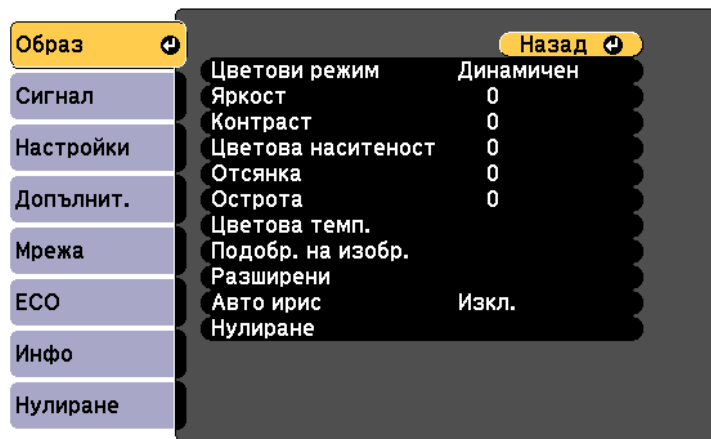 Образ
Сигнал
Настройки
Допълнит.
Мрежа
ECO
Инфо
Нулиране
Назад
Цветови режим Динамичен
Яркост 0
Контраст 0
Цветова наситеност 0
Отсянка 0
Острота 0
Цветова темп.
Подобр. на изобр.
Разширени
Авто ирис Изкл.
Нулиране